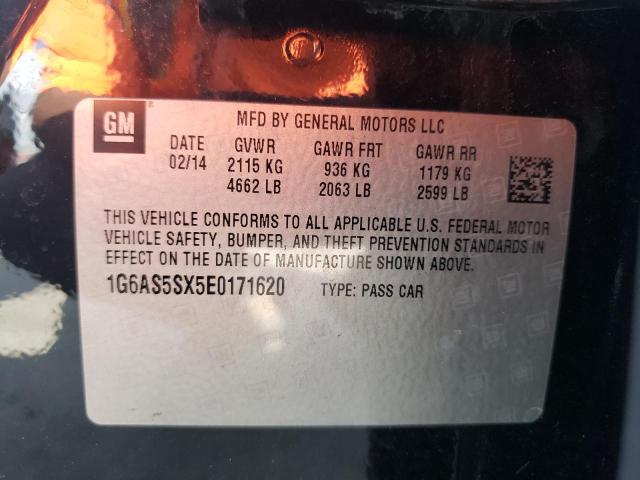 GM
MFD BY GENERAL MOTORS LLC
DATE GVWR GAWR FRT GAWR RR
02/14 2115 KG 936 KG 1179 KG
4662 LB 2063 LB 2599 LB
THIS VEHICLE CONFORMS TO ALL APPLICABLE U.S. FEDERAL MOTOR
VEHICLE SAFETY, BUMPER, AND THEFT PREVENTION STANDARDS IN
EFFECT ON THE DATE OF MANUFACTURE SHOWN ABOVE.
1G6AS5SX5E0171620 TYPE: PASS CAR